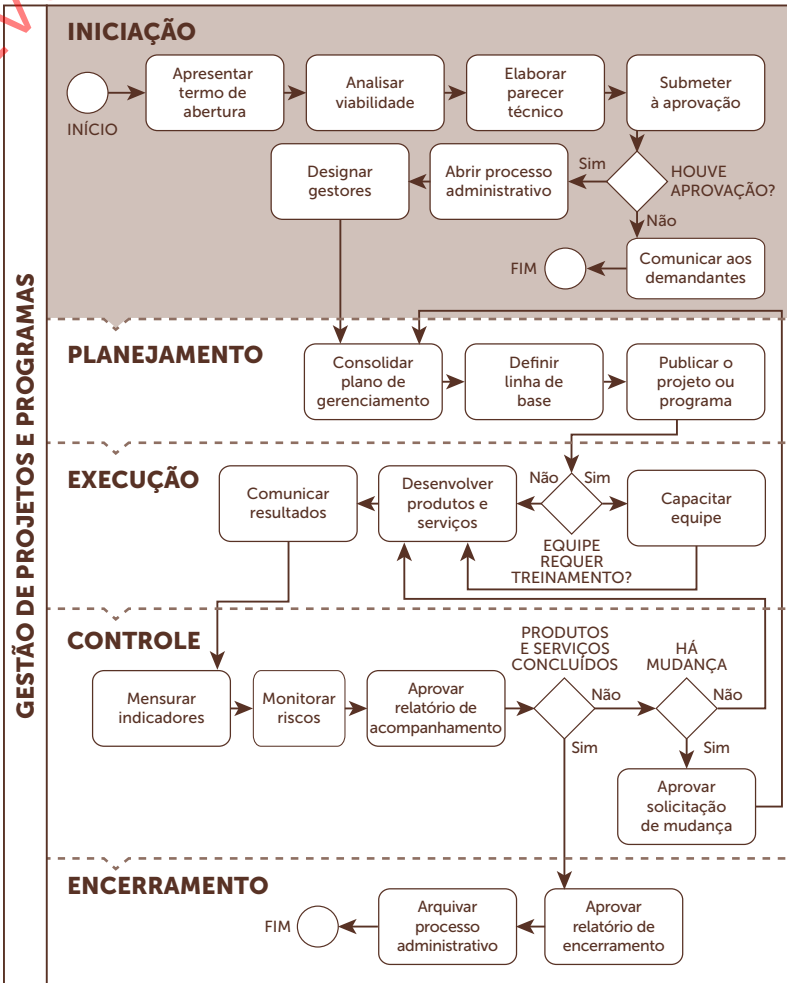 GESTÃO DE PROJETOS E PROGRAMAS
INICIAÇÃO
INÍCIO
Apresentar
termo de
abertura
Analisar
viabilidade
Elaborar
parecer
técnico
Submeter
à aprovação
HOUVE
APROVAÇÃO?
Sim
Abrir processo
administrativo
Designar
gestores
Não
Comunicar aos
demandantes
FIM
PLANEJAMENTO
Consolidar
plano de
gerenciamento
Definir
linha de
base
Publicar o
projeto ou
programa
EXECUÇÃO
Comunicar
resultados
Desenvolver
produtos e
serviços
Não
Sim
EQUIPE
REQUER
TREINAMENTO?
Capacitar
equipe
CONTROLE
Mensurar
indicadores
Monitorar
riscos
Aprovar
relatório de
acompanhamento
PRODUTOS
E SERVIÇOS
CONCLUÍDOS
Não
Sim
HÁ
MUDANÇA
Não
Sim
Aprovar
solicitação
de mudança
ENCERRAMENTO
FIM
Arquivar
processo
administrativo
Aprovar
relatório de
encerramento